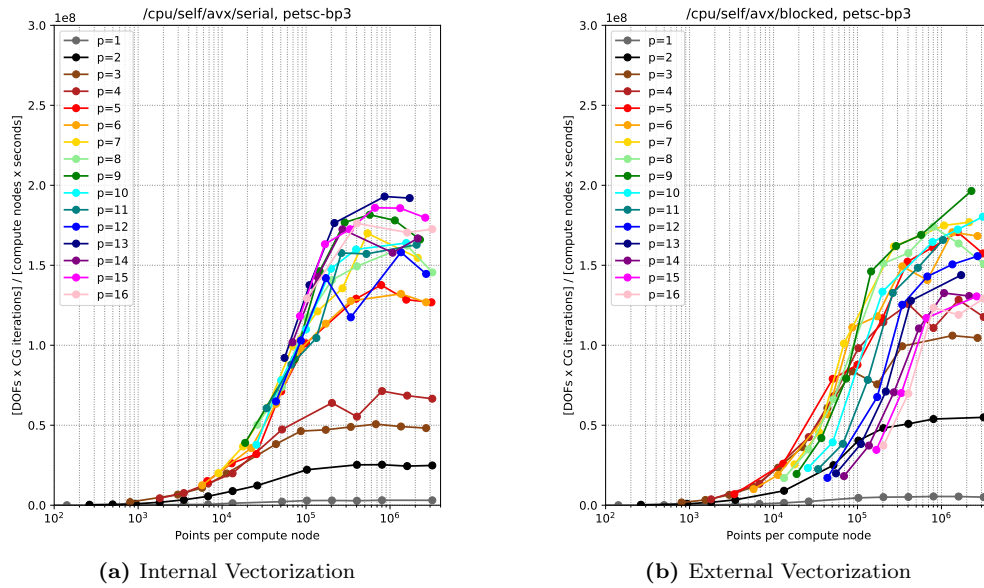 /cpu/self/avx/serial, petsc-bp3
1e8
[DOFs x CG iterations] / [compute nodes x seconds]
3.0
2.5
2.0
1.5
1.0
0.5
0.0
p=1
p=2
p=3
p=4
p=5
p=6
p=7
p=8
p=9
p=10
p=11
p=12
p=13
p=14
p=15
p=16
10^2
10^3
10^4
10^5
10^6
Points per compute node
(a) Internal Vectorization
/cpu/self/avx/blocked, petsc-bp3
1e8
[DOFs x CG iterations] / [compute nodes x seconds]
3.0
2.5
2.0
1.5
1.0
0.5
0.0
p=1
p=2
p=3
p=4
p=5
p=6
p=7
p=8
p=9
p=10
p=11
p=12
p=13
p=14
p=15
p=16
10^2
10^3
10^4
10^5
10^6
Points per compute node
(b) External Vectorization